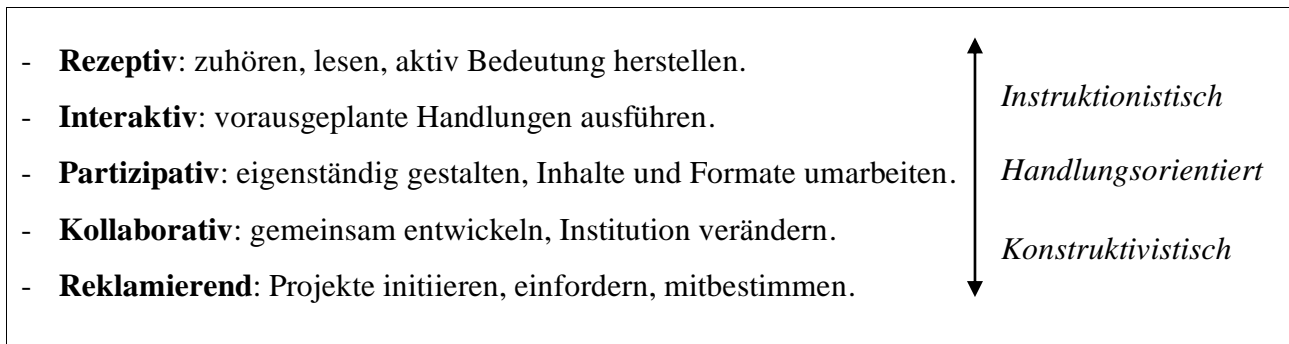 - Rezeptiv: zuhören, lesen, aktiv Bedeutung herstellen.
- Interaktiv: vorausgeplante Handlungen ausführen.
- Partizipativ: eigenständig gestalten, Inhalte und Formate umarbeiten.
- Kollaborativ: gemeinsam entwickeln, Institution verändern.
- Reklamierend: Projekte initiieren, einfordern, mitbestimmen.
Instruktionistisch
Handlungsorientiert
Konstruktivistisch